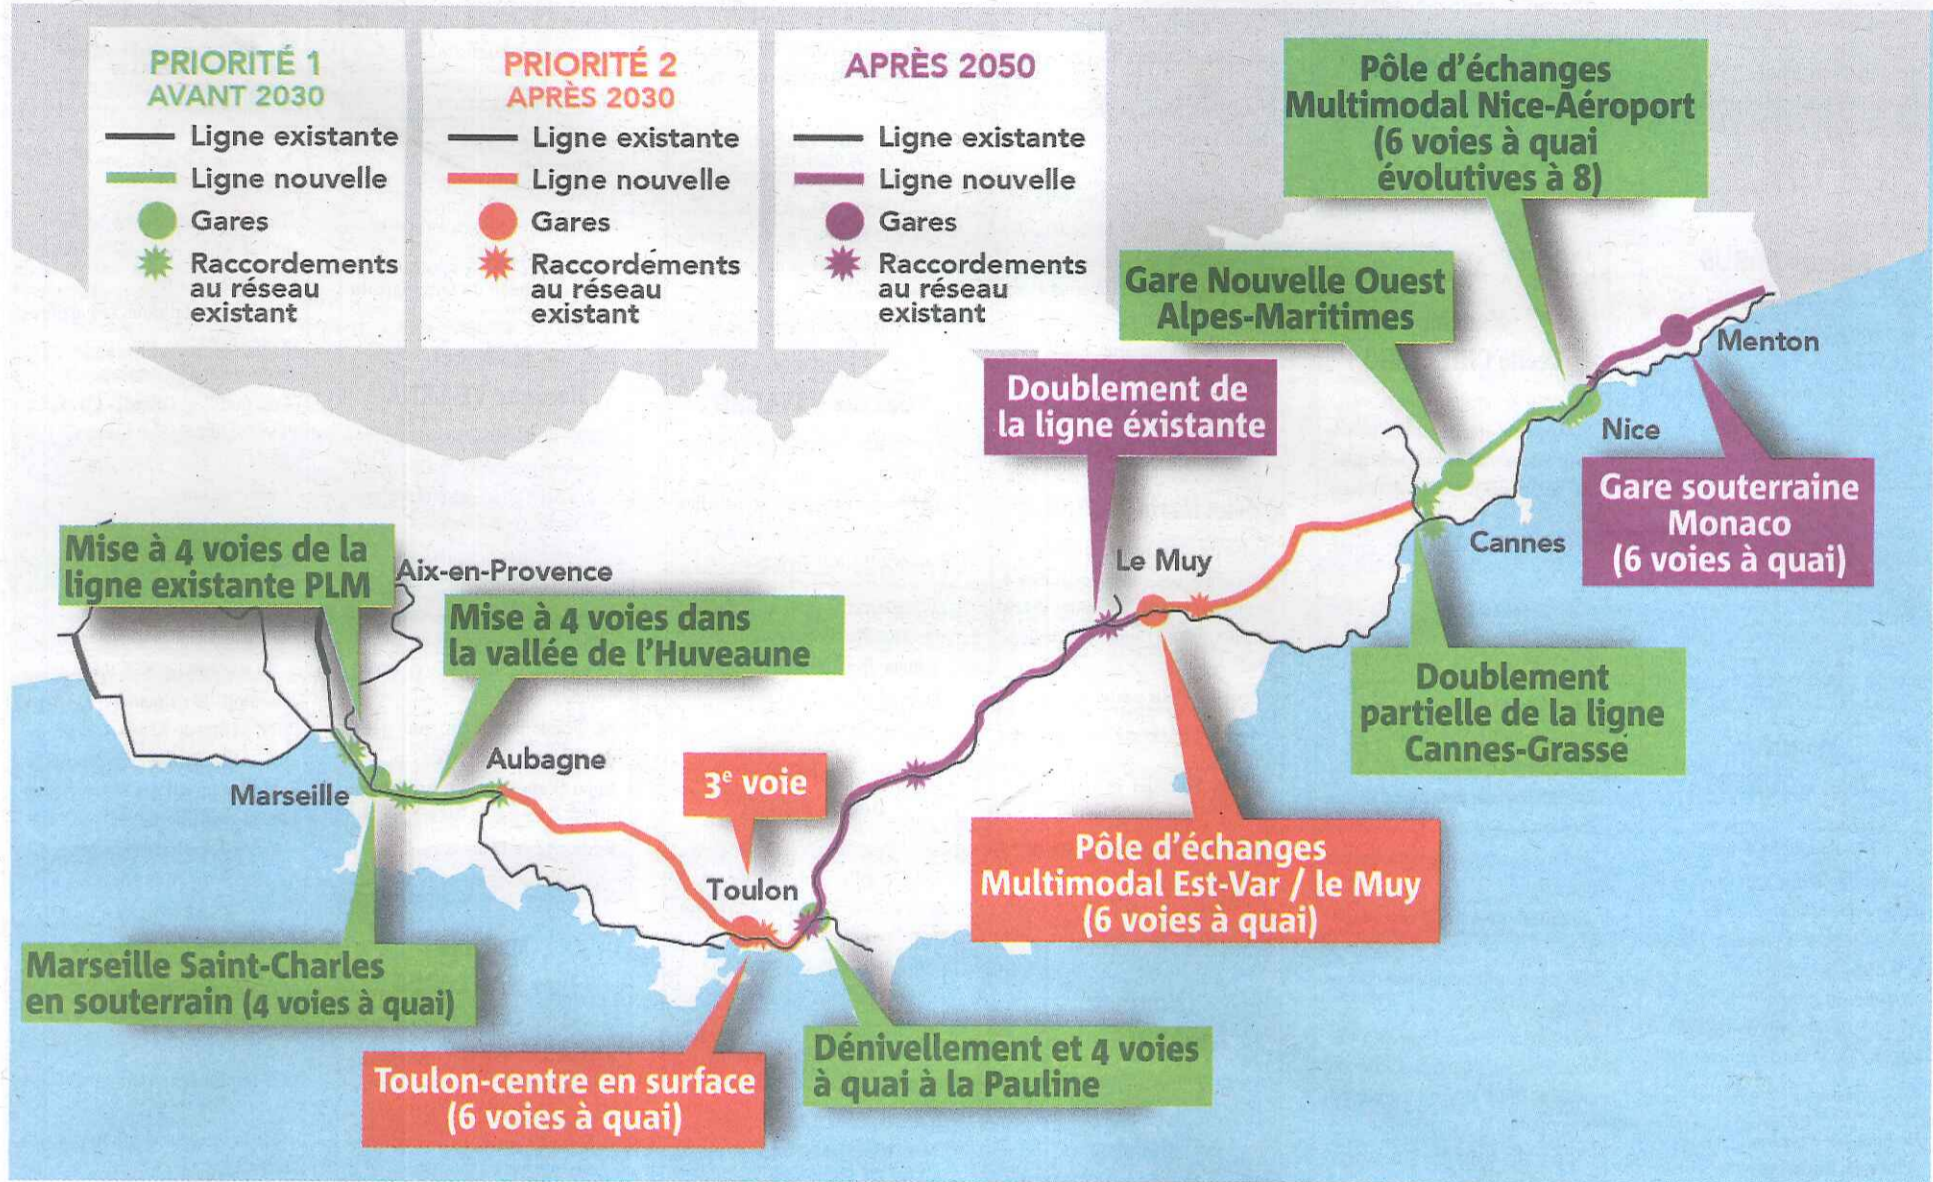 PRIORITÉ 1
AVANT 2030
Ligne existante
Ligne nouvelle
Gares
Raccordements
au réseau
existant
PRIORITÉ 2
APRÈS 2030
Ligne existante
Ligne nouvelle
Gares
Raccordéments
au réseau
existant
APRÈS 2050
Ligne existante
Ligne nouvelle
Gares
Raccordements
au réseau
existant
Pôle d'échanges
Multimodal Nice-Aéroport
(6 voies à quai
évolutives à 8)
Gare Nouvelle Ouest
Alpes-Maritimes
Menton
Doublement de
la ligne éxistante
Nice
Gare souterraine
Monaco
(6 voies à quai)
Cannes
Mise à 4 voies de la
ligne existante PLM
Aix-en-Provence
Le Muy
Mise à 4 voies dans
la vallée de l'Huveaune
Doublement
partielle de la ligne
Cannes-Grasse
Aubagne
Marseille
3e voie
Toulon
Pôle d'échanges
Multimodal Est-Var / le Muy
(6 voies à quai)
Marseille Saint-Charles
en souterrain (4 voies à quai)
Toulon-centre en surface
(6 voies à quai)
Dénivellement et 4 voies
à quai à la Pauline